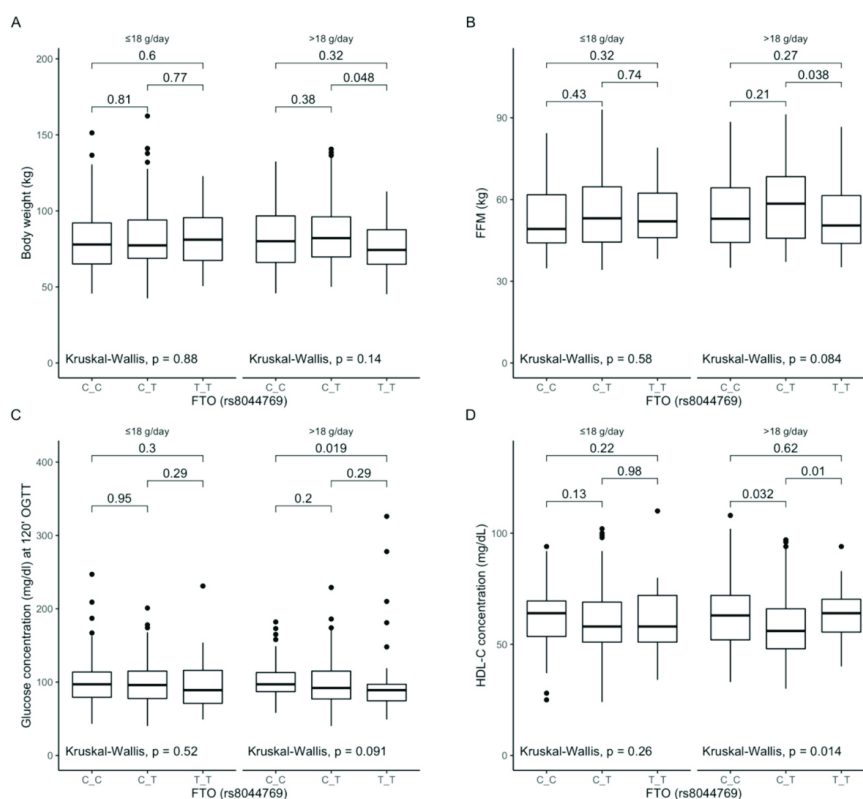 A
≤18 g/day >18 g/day
200
0.6 0.32
0.77 0.048
0.81 0.38
150
Body weight (kg)
100
50
Kruskal-Wallis, p = 0.88 Kruskal-Wallis, p = 0.14
0
C_C C_T T_T C_C C_T T_T
FTO (rs8044769)
B
≤18 g/day >18 g/day
0.32 0.27
0.74 0.038
0.43 0.21
90
FFM (kg)
60
30
Kruskal-Wallis, p = 0.58 Kruskal-Wallis, p = 0.084
0
C_C C_T T_T C_C C_T T_T
FTO (rs8044769)
C
≤18 g/day >18 g/day
400
0.3 0.019
0.29 0.29
0.95 0.2
300
Glucose concentration (mg/dl) at 120' OGTT
200
100
Kruskal-Wallis, p = 0.52 Kruskal-Wallis, p = 0.091
0
C_C C_T T_T C_C C_T T_T
FTO (rs8044769)
D
≤18 g/day >18 g/day
0.22 0.62
0.98 0.01
0.13 0.032
100
HDL-C concentration (mg/dL)
50
Kruskal-Wallis, p = 0.26 Kruskal-Wallis, p = 0.014
0
C_C C_T T_T C_C C_T T_T
FTO (rs8044769)